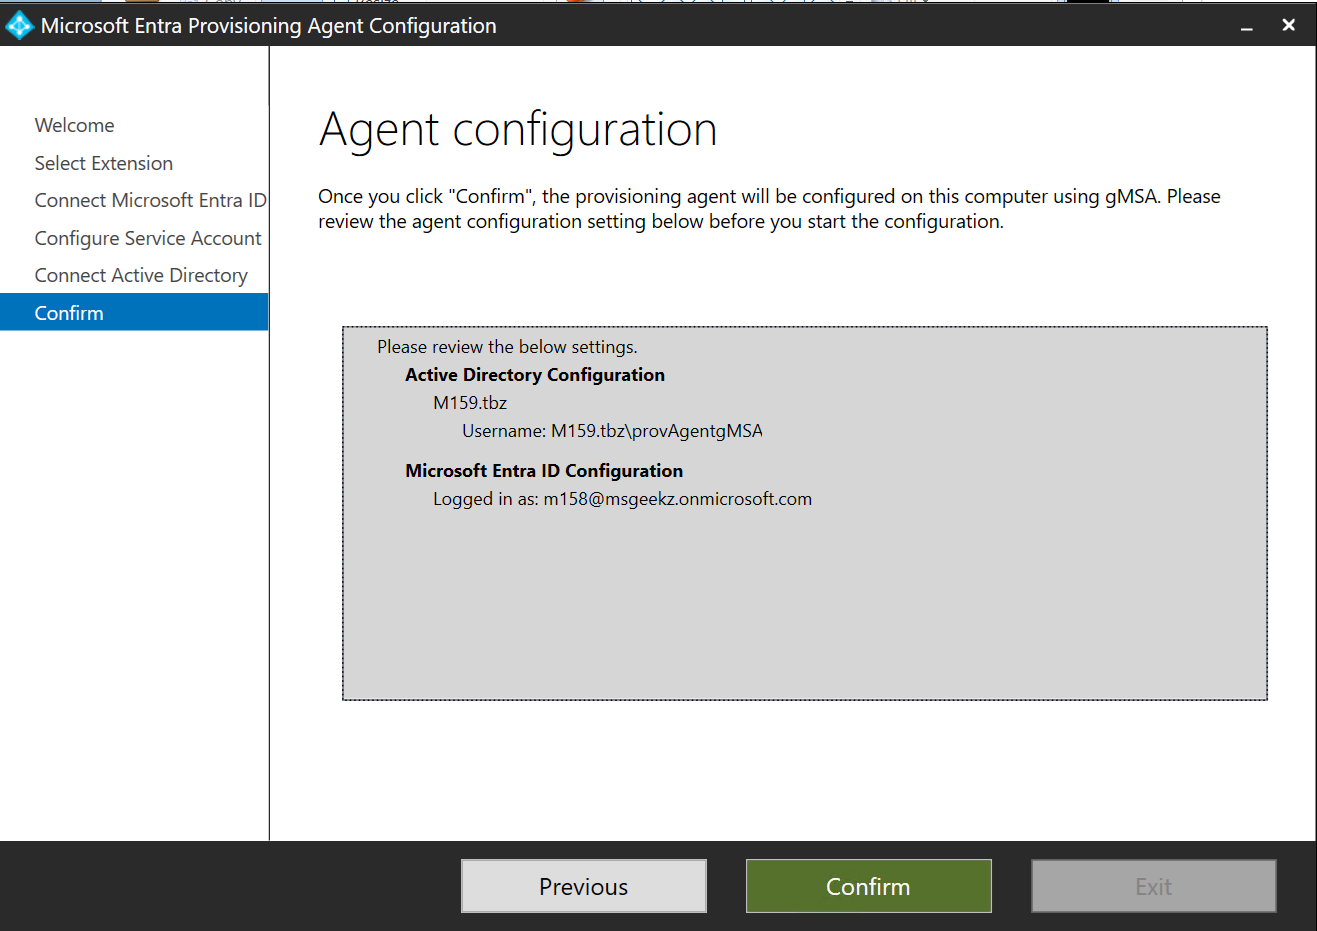 Microsoft Entra Provisioning Agent Configuration
Welcome
Select Extension
Connect Microsoft Entra ID
Configure Service Account
Connect Active Directory
Confirm
Agent configuration
Once you click "Confirm", the provisioning agent will be configured on this computer using gMSA. Please
review the agent configuration setting below before you start the configuration.
Please review the below settings.
Active Directory Configuration
M159.tbz
Username: M159.tbz\provAgentgMSA
Microsoft Entra ID Configuration
Logged in as: m158@msgeekz.onmicrosoft.com
Previous
Confirm
Exit